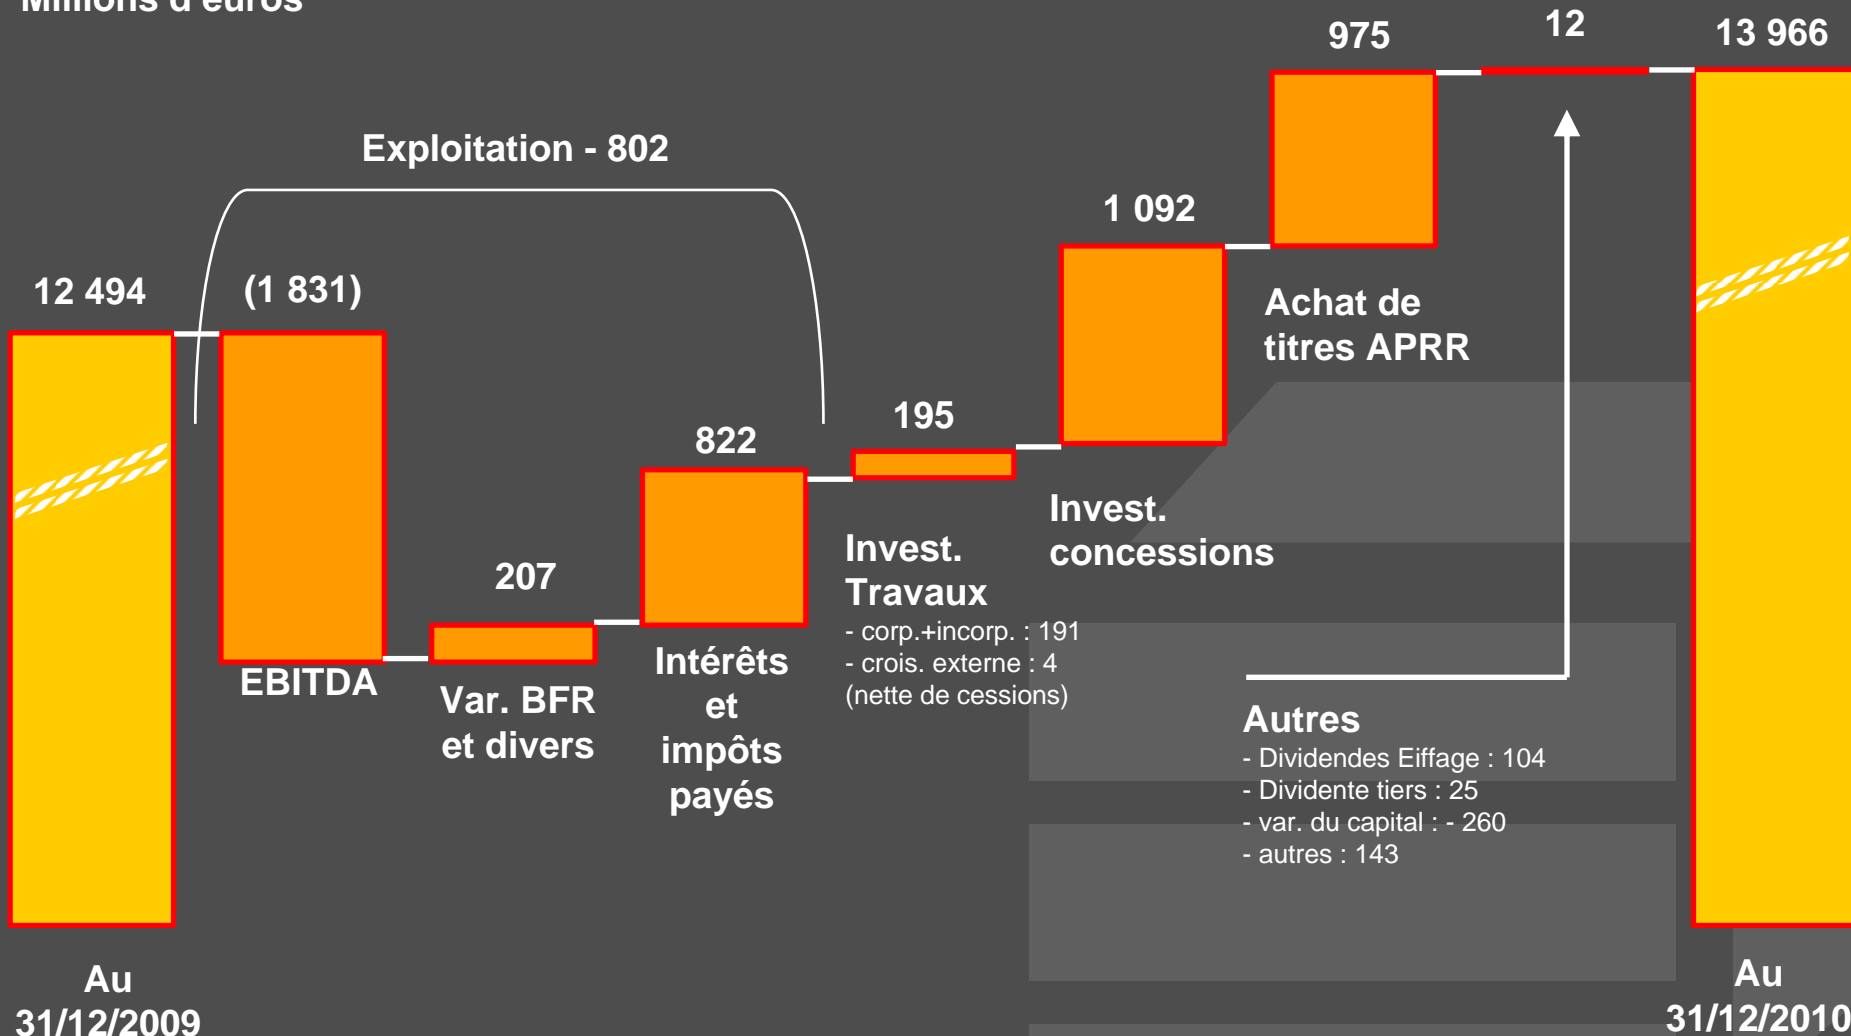 Millions d'euros
975
12
13 966
Exploitation - 802
1 092
12 494
(1 831)
Achat de
titres APRR
195
822
Invest.
concessions
Invest.
Travaux
- corp.+incorp. : 191
- crois. externe : 4
(nette de cessions)
207
EBITDA
Var. BFR
et divers
Intérêts
et
impôts
payés
Autres
- Dividendes Eiffage : 104
- Dividente tiers : 25
- var. du capital : - 260
- autres : 143
Au
31/12/2009
Au
31/12/2010